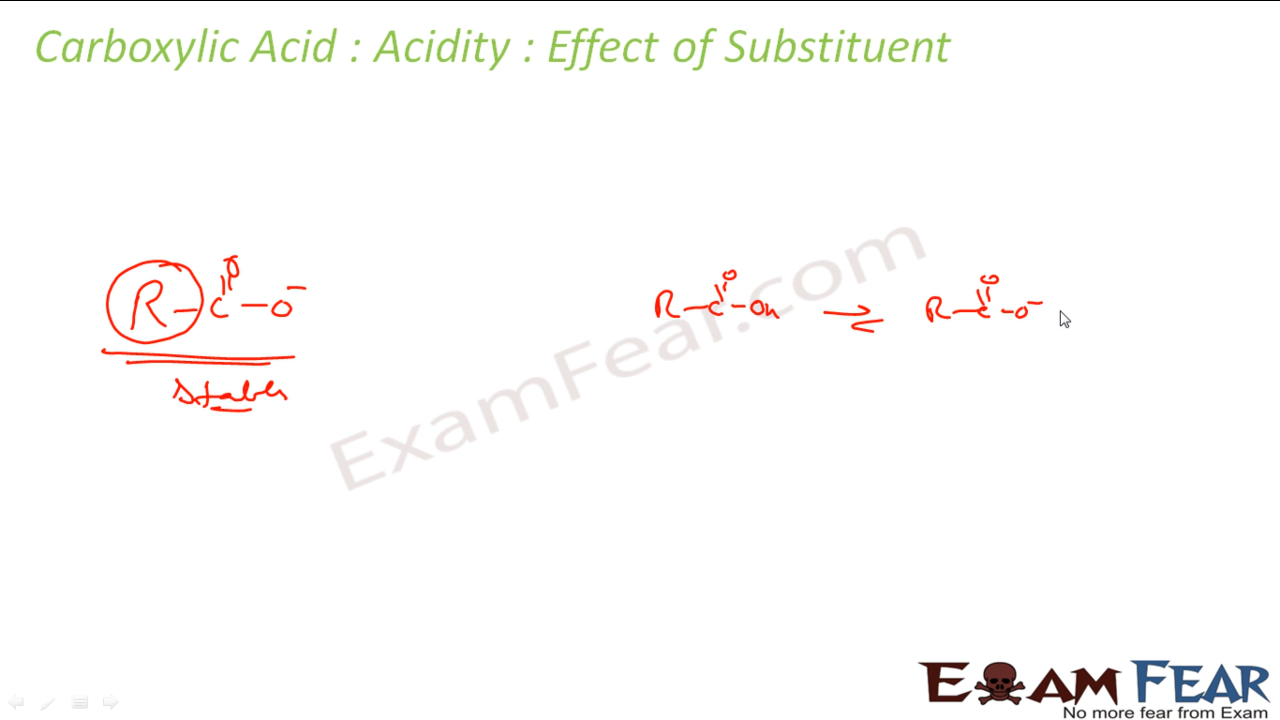 Carboxylic Acid : Acidity : Effect of Substituent
R-C-O⁻
O
Stable
R-C-OH ⇌ R-C-O⁻
O O
ExamFear.com
EXAM FEAR
No more fear from Exam